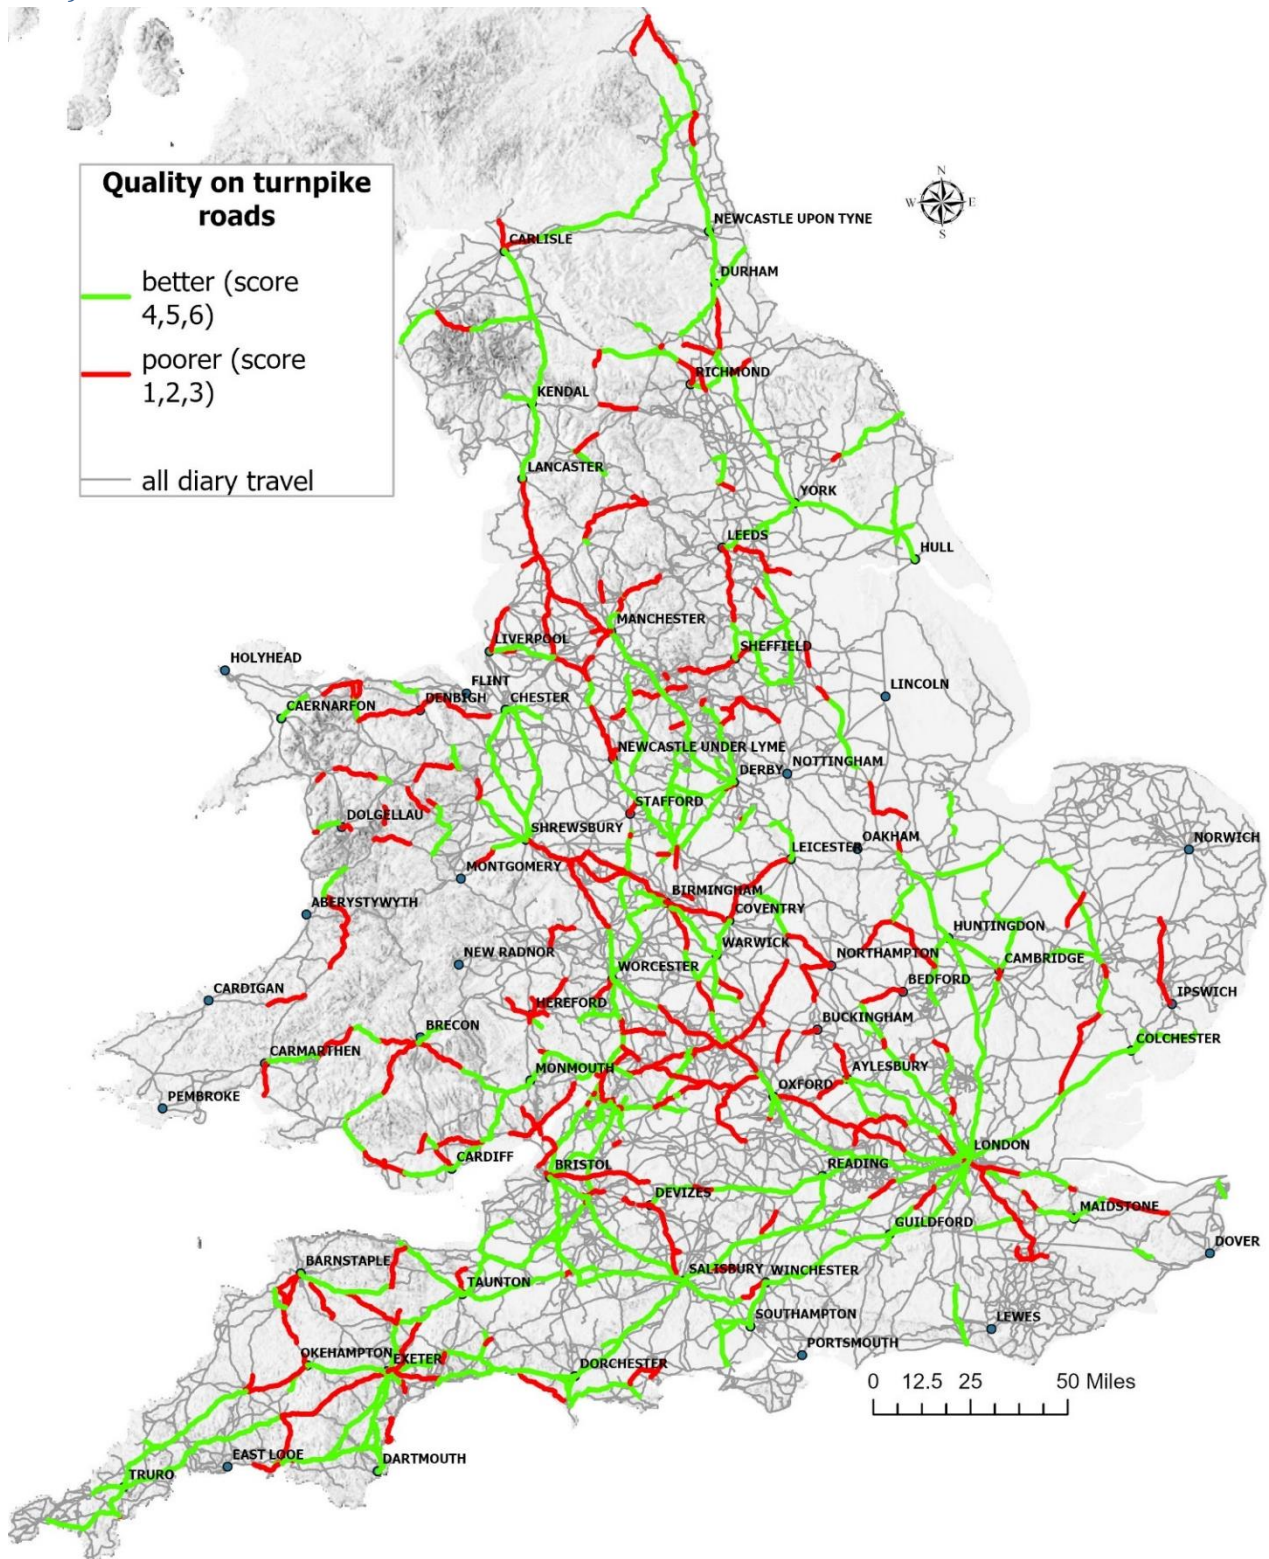 N
W
E
S
Quality on turnpike
roads
better (score
4,5,6)
poorer (score
1,2,3)
all diary travel
NEWCASTLE UPON TYNE
CARLISLE
DURHAM
RICHMOND
KENDAL
LANCASTER
YORK
LEEDS
HULL
MANCHESTER
LIVERPOOL
SHEFFIELD
HOLYHEAD
FLINT
LINCOLN
DENBIGH
CHESTER
CAERNARFON
NEWCASTLE UNDER LYME
NOTTINGHAM
DERBY
STAFFORD
DOLGELLAU
SHREWSBURY
OAKHAM
NORWICH
LEICESTER
MONTGOMERY
BIRMINGHAM
ABERYSTYWYTH
COVENTRY
HUNTINGDON
WARWICK
NEW RADNOR
NORTHAMPTON
CAMBRIDGE
WORCESTER
BEDFORD
CARDIGAN
IPSWICH
HEREFORD
BUCKINGHAM
BRECON
COLCHESTER
CARMARTHEN
MONMOUTH
AYLESBURY
OXFORD
PEMBROKE
LONDON
CARDIFF
BRISTOL
READING
DEVIZES
MAIDSTONE
GUILDFORD
DOVER
BARNSTAPLE
SALISBURY
WINCHESTER
TAUNTON
SOUTHAMPTON
LEWES
PORTSMOUTH
OKEHAMPTON
EXETER
DORCHESTER
0 12.5 25 50 Miles
EAST LOOE
DARTMOUTH
TRURO